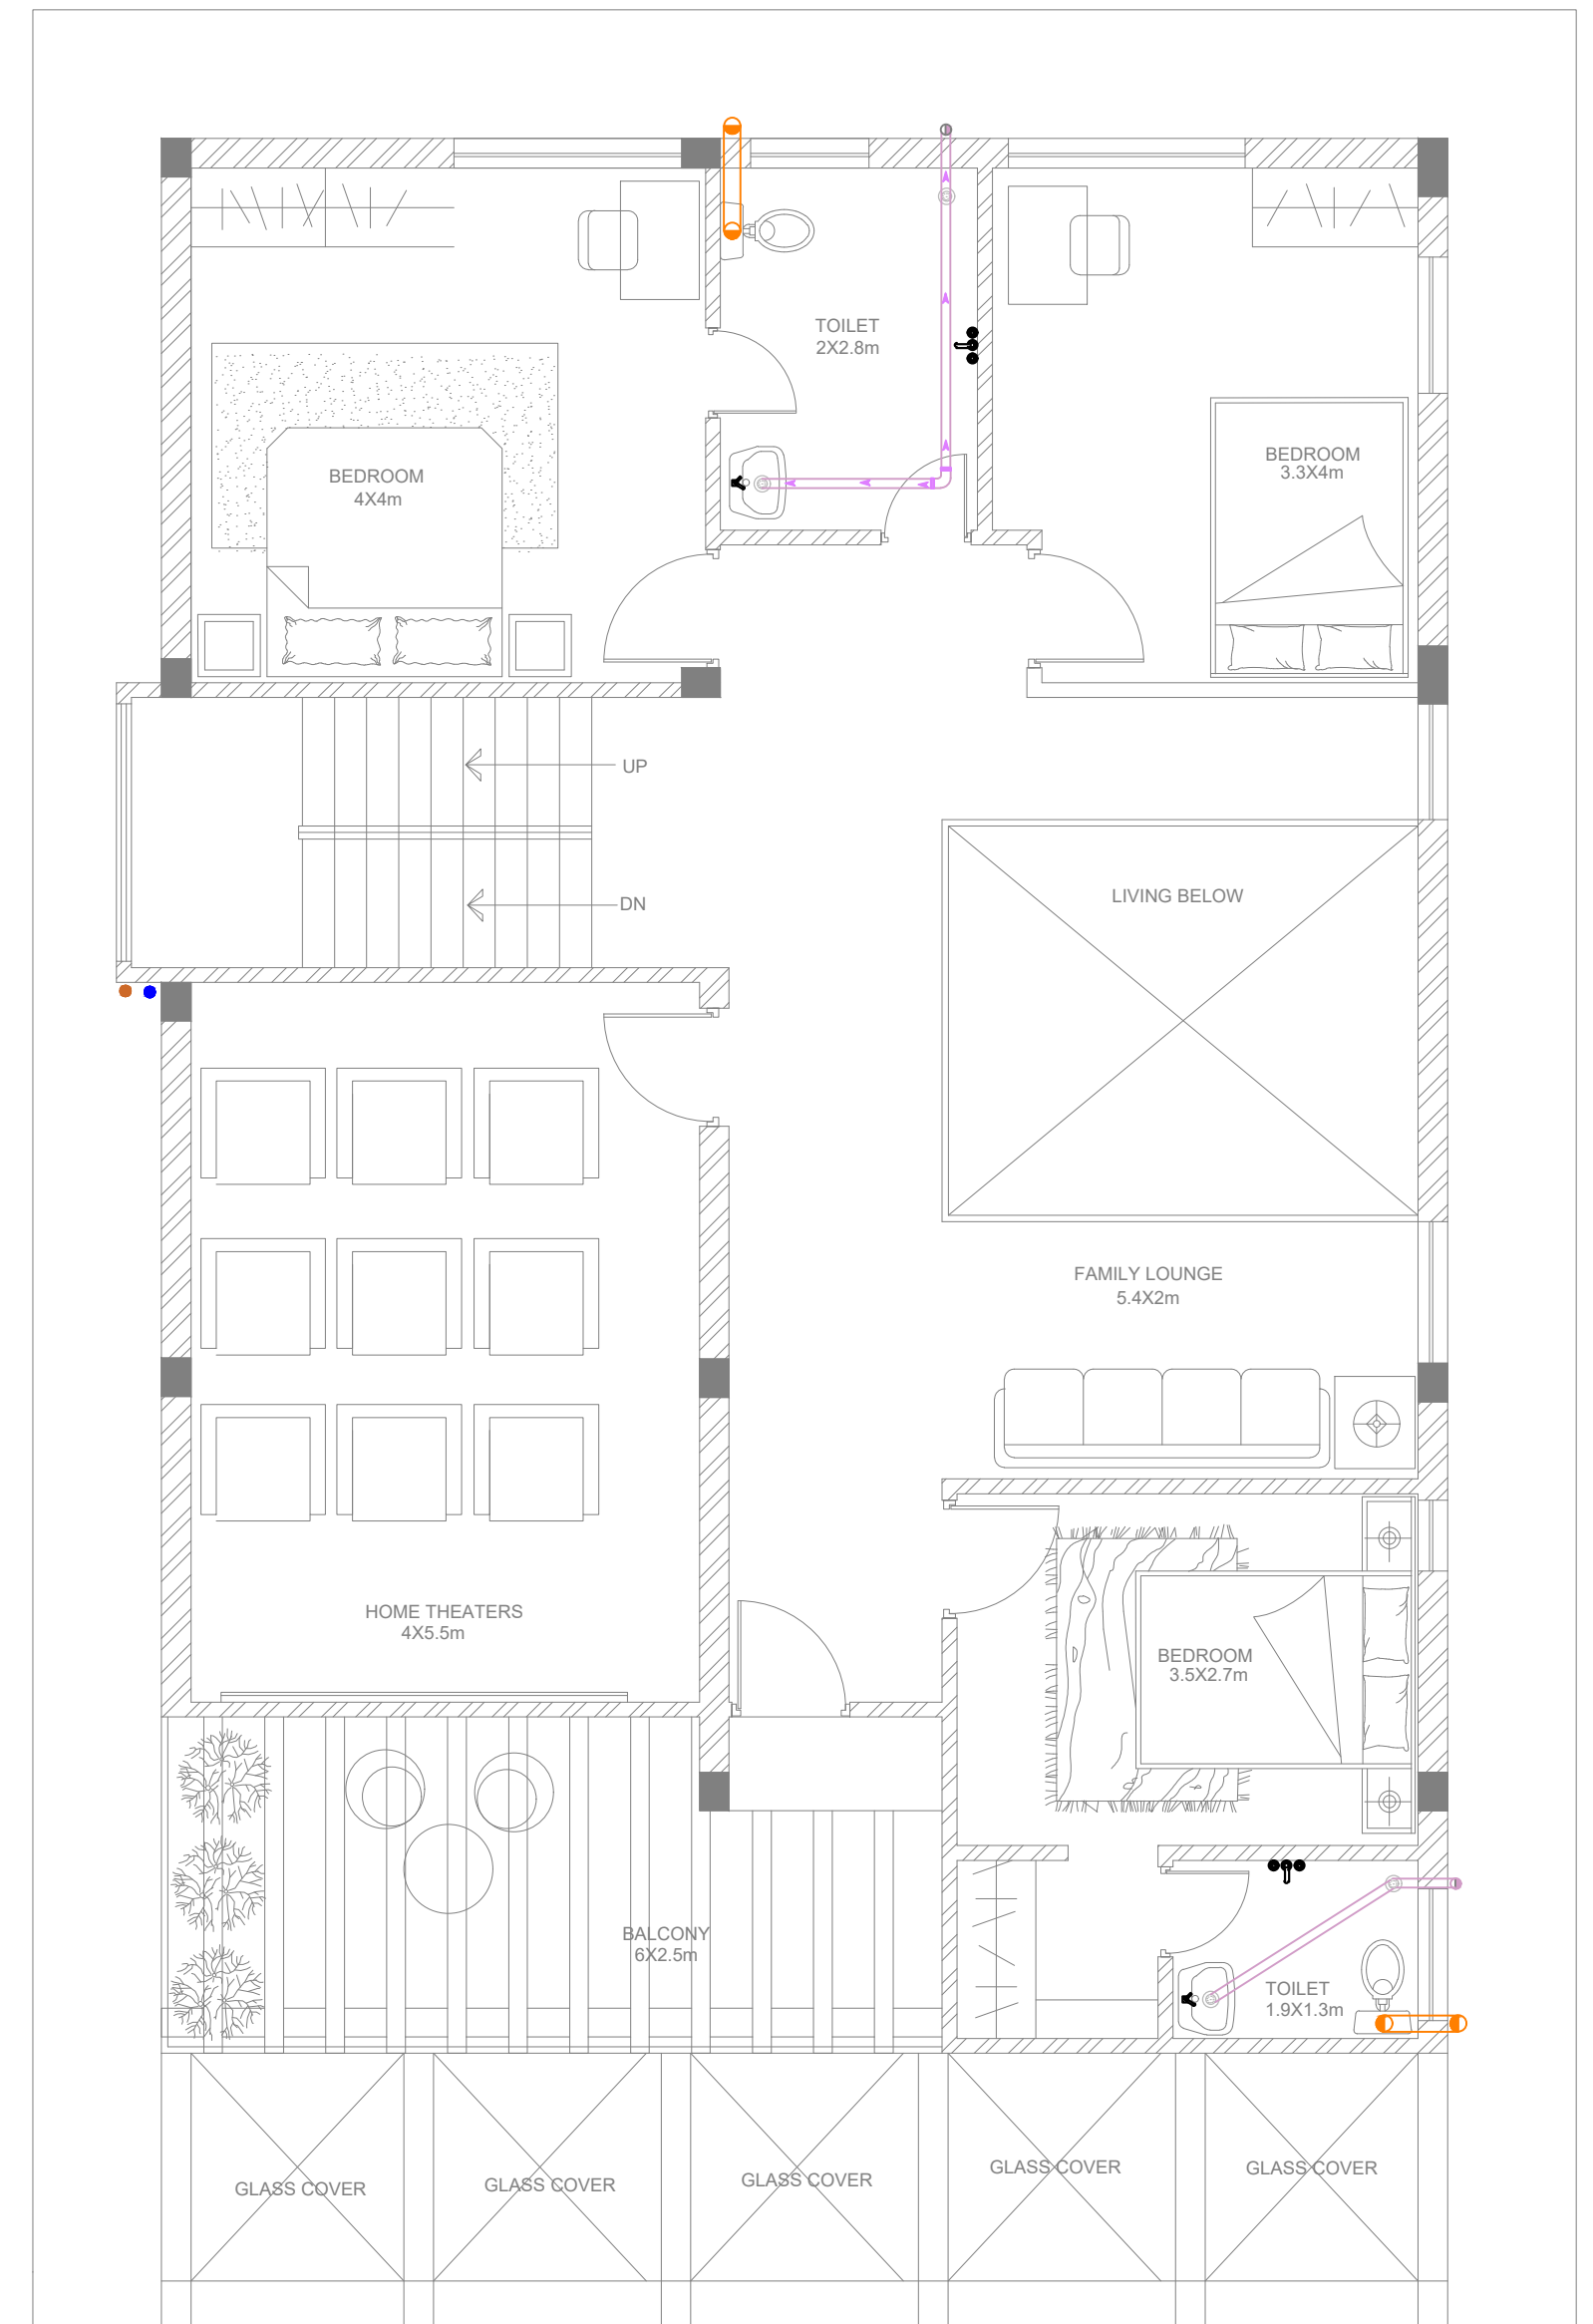 TOILET
2X2.8m
BEDROOM
4X4m
BEDROOM
3.3X4m
UP
DN
LIVING BELOW
FAMILY LOUNGE
5.4X2m
HOME THEATERS
4X5.5m
BEDROOM
3.5X2.7m
BALCONY
6X2.5m
TOILET
1.9X1.3m
GLASS COVER
GLASS COVER
GLASS COVER
GLASS COVER
GLASS COVER